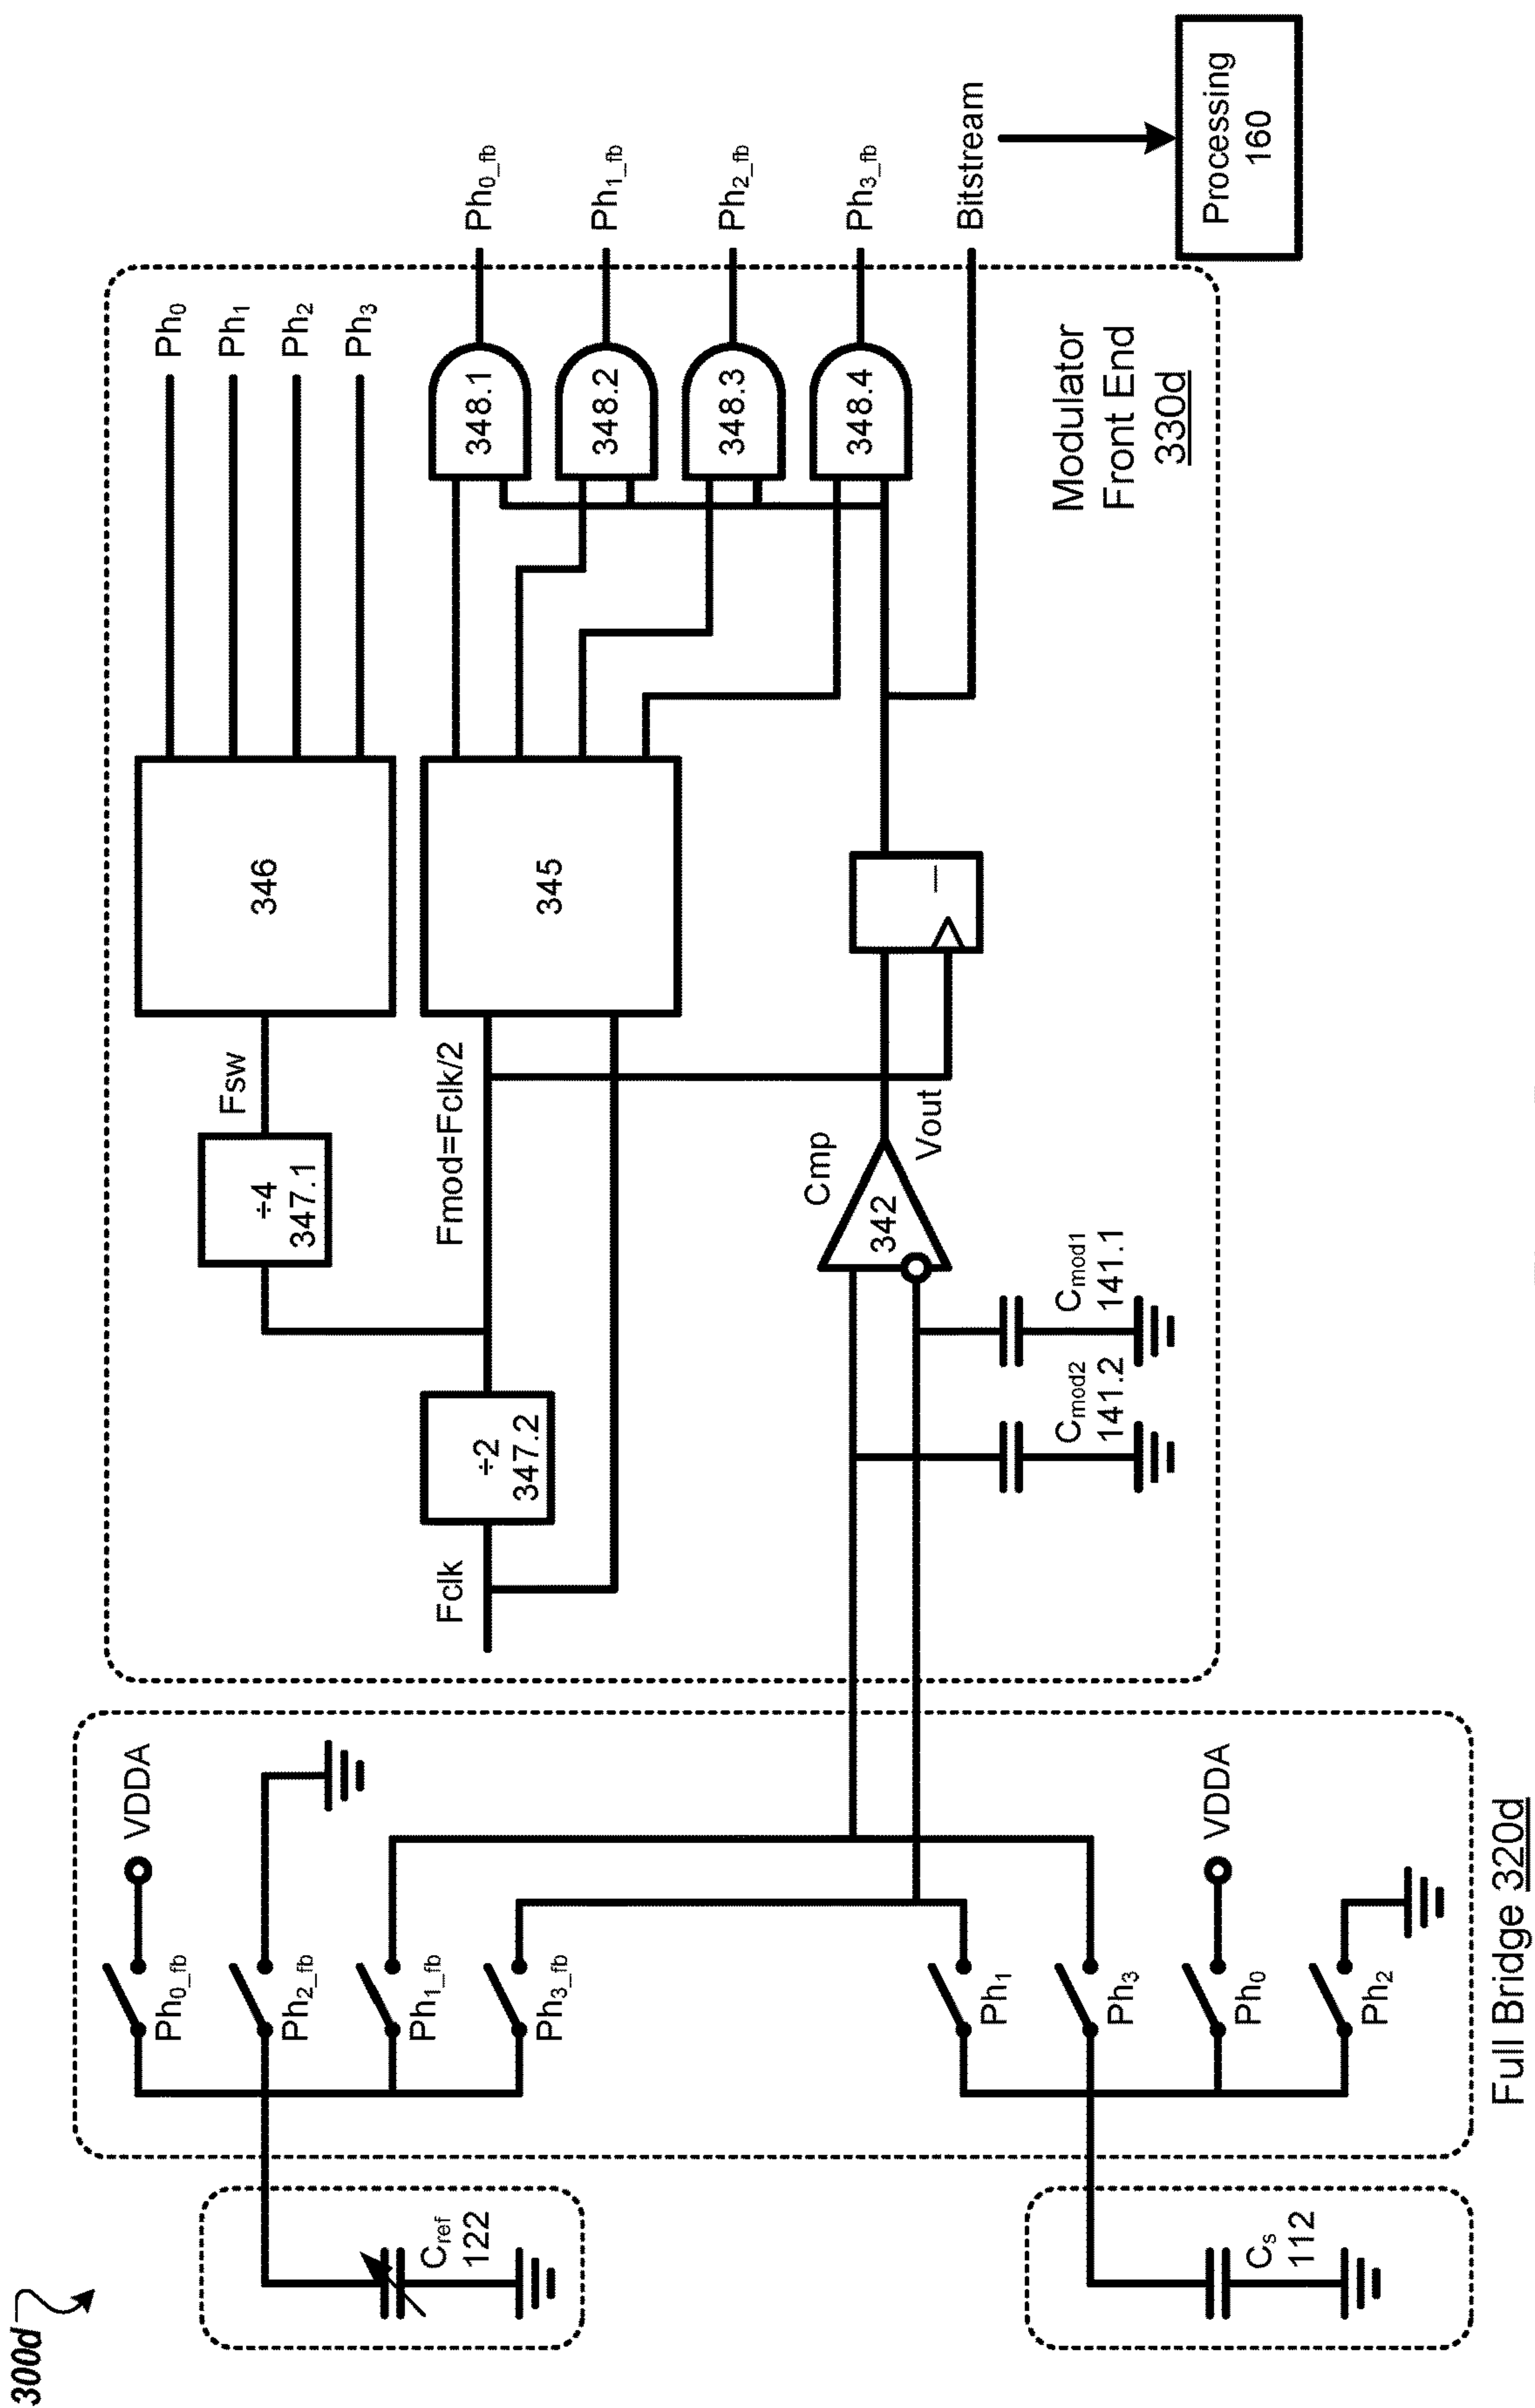 300d
Cref
122
Cs
112
VDDA
Ph0_fb
Ph2_fb
Ph1_fb
Ph3_fb
Ph1
Ph3
Ph0
VDDA
Ph2
Full Bridge 320d
Fclk
÷2
347.2
÷4
347.1
Fsw
Fmod=Fclk/2
346
345
Cmp
342
Vout
Cmod2
141.2
Cmod1
141.1
Ph0
Ph1
Ph2
Ph3
348.1
348.2
348.3
348.4
Ph0_fb
Ph1_fb
Ph2_fb
Ph3_fb
Bitstream
Modulator
Front End
330d
Processing
160